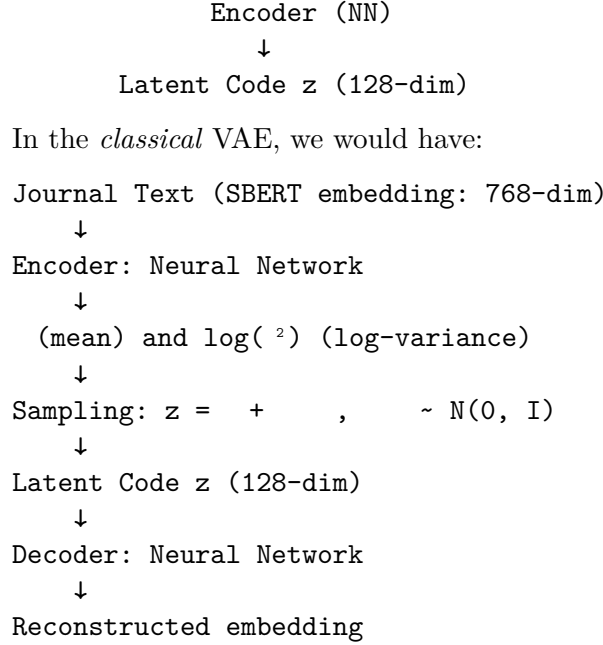 Encoder (NN)
↓
Latent Code z (128-dim)
In the classical VAE, we would have:
Journal Text (SBERT embedding: 768-dim)
↓
Encoder: Neural Network
↓
(mean) and log( ²) (log-variance)
↓
Sampling: z = + , ~ N(0, I)
↓
Latent Code z (128-dim)
↓
Decoder: Neural Network
↓
Reconstructed embedding